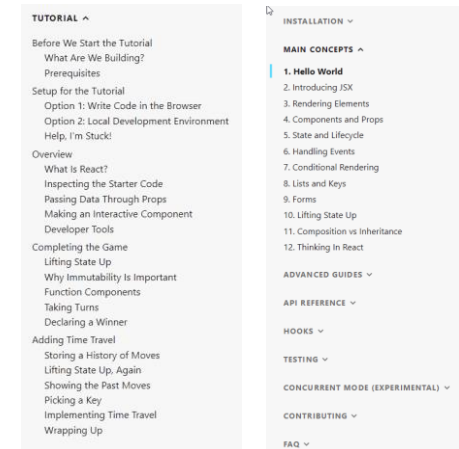 TUTORIAL
Before We Start the Tutorial
What Are We Building?
Prerequisites
Setup for the Tutorial
Option 1: Write Code in the Browser
Option 2: Local Development Environment
Help, I'm Stuck!
Overview
What Is React?
Inspecting the Starter Code
Passing Data Through Props
Making an Interactive Component
Developer Tools
Completing the Game
Lifting State Up
Why Immutability Is Important
Function Components
Taking Turns
Declaring a Winner
Adding Time Travel
Storing a History of Moves
Lifting State Up, Again
Showing the Past Moves
Picking a Key
Implementing Time Travel
Wrapping Up
INSTALLATION
MAIN CONCEPTS
1. Hello World
2. Introducing JSX
3. Rendering Elements
4. Components and Props
5. State and Lifecycle
6. Handling Events
7. Conditional Rendering
8. Lists and Keys
9. Forms
10. Lifting State Up
11. Composition vs Inheritance
12. Thinking In React
ADVANCED GUIDES
API REFERENCE
HOOKS
TESTING
CONCURRENT MODE (EXPERIMENTAL)
CONTRIBUTING
FAQ